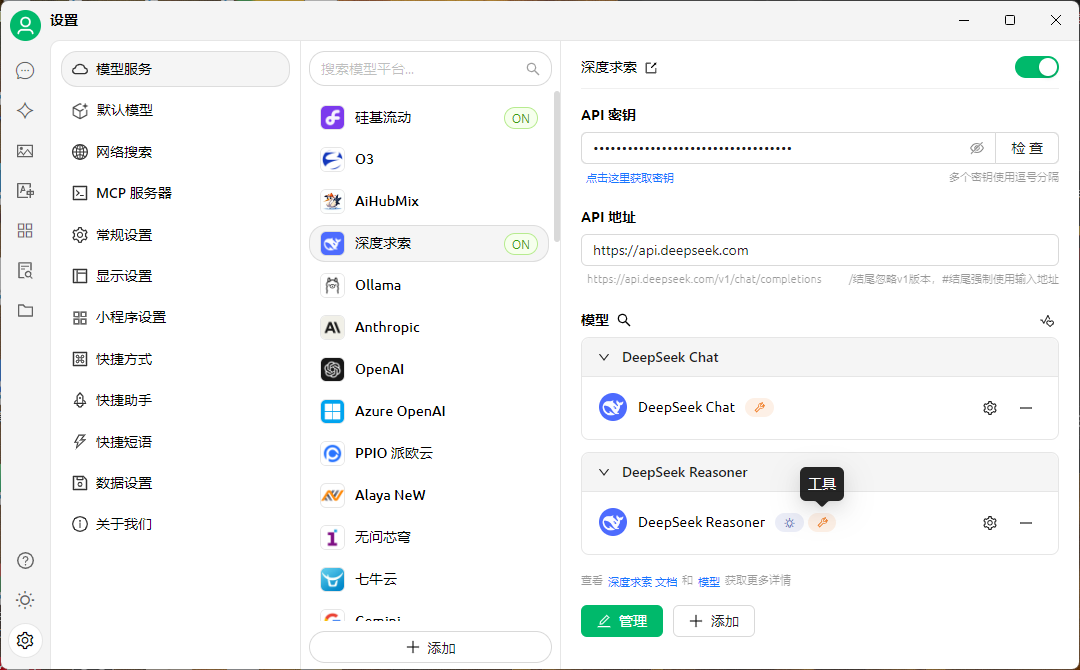 设置
模型服务
默认模型
网络搜索
MCP 服务器
常规设置
显示设置
小程序设置
快捷方式
快捷助手
快捷短语
数据设置
关于我们
搜索模型平台...
硅基流动 ON
O3
AiHubMix
深度求索 ON
Ollama
Anthropic
OpenAI
Azure OpenAI
PPIO 派欧云
Alaya NeW
无问芯穹
七牛云
Gemini
添加
深度求索
API 密钥
检 查
点击这里获取密钥 多个密钥使用逗号分隔
API 地址
https://api.deepseek.com
https://api.deepseek.com/v1/chat/completions /结尾忽略v1版本，#结尾强制使用输入地址
模型
DeepSeek Chat
DeepSeek Chat
DeepSeek Reasoner
工具
DeepSeek Reasoner
查看 深度求索 文档 和 模型 获取更多详情
管理 添加